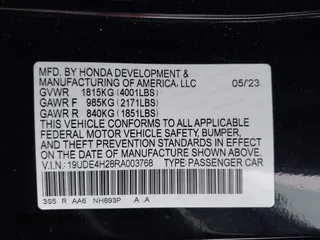 MFD. BY HONDA DEVELOPMENT &
MANUFACTURING OF AMERICA, LLC 05/23
GVWR 1815KG (4001LBS)
GAWR F 985KG (2171LBS)
GAWR R 840KG (1851LBS)
THIS VEHICLE CONFORMS TO ALL APPLICABLE
FEDERAL MOTOR VEHICLE SAFETY, BUMPER,
AND THEFT PREVENTION STANDARDS IN EFFECT
ON THE DATE OF MANUFACTURE SHOWN ABOVE.
V.I.N.: 19UDE4H28RA003768 TYPE PASSENGER CAR
3S5 R AA6 NH893P .A .A